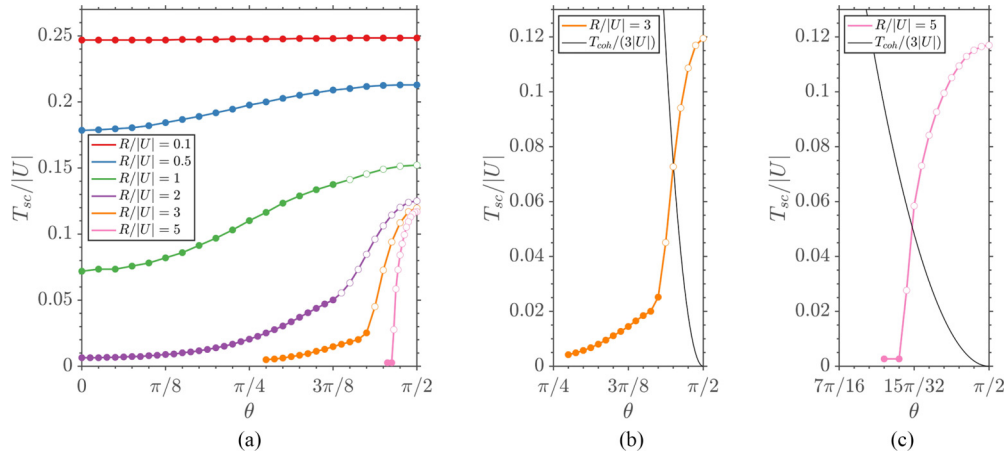 0.25
0.2
0.15
0.1
0.05
0
T_{sc}/|U|
R/|U| = 0.1
R/|U| = 0.5
R/|U| = 1
R/|U| = 2
R/|U| = 3
R/|U| = 5
0
π/8
π/4
3π/8
π/2
θ
(a)
0.12
0.1
0.08
0.06
0.04
0.02
0
T_{sc}/|U|
R/|U| = 3
T_{coh}/(3|U|)
π/4
3π/8
π/2
θ
(b)
0.12
0.1
0.08
0.06
0.04
0.02
0
T_{sc}/|U|
R/|U| = 5
T_{coh}/(3|U|)
7π/16
15π/32
π/2
θ
(c)